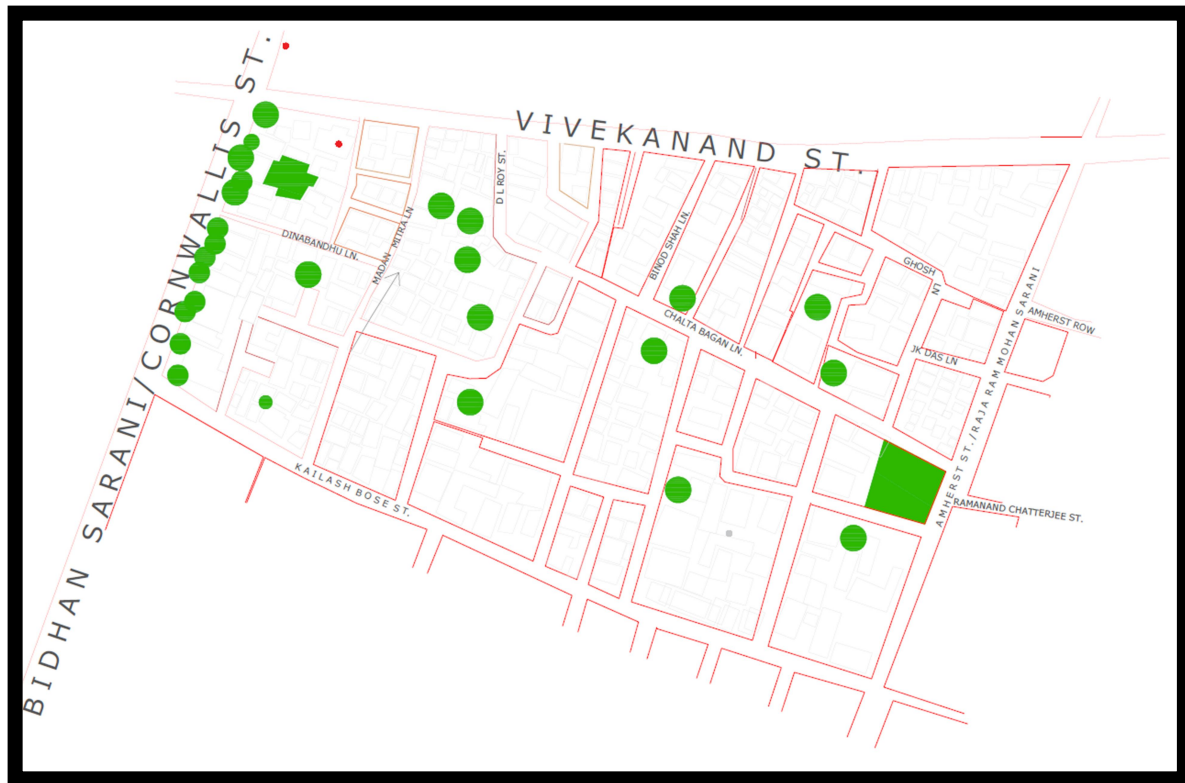 BIDHAN SARANI/CORNWALLIS ST.
VIVEKANAND ST.
D L ROY ST.
MADAN MITRA LN
DINABANDHU LN.
BINOD SHAH LN.
CHALTA BAGAN LN.
GHOSH
LN
AMHERST ROW
JK DAS LN
AMHERST ST./RAJA RAM MOHAN SARANI
KAILASH BOSE ST.
RAMANAND CHATTERJEE ST.